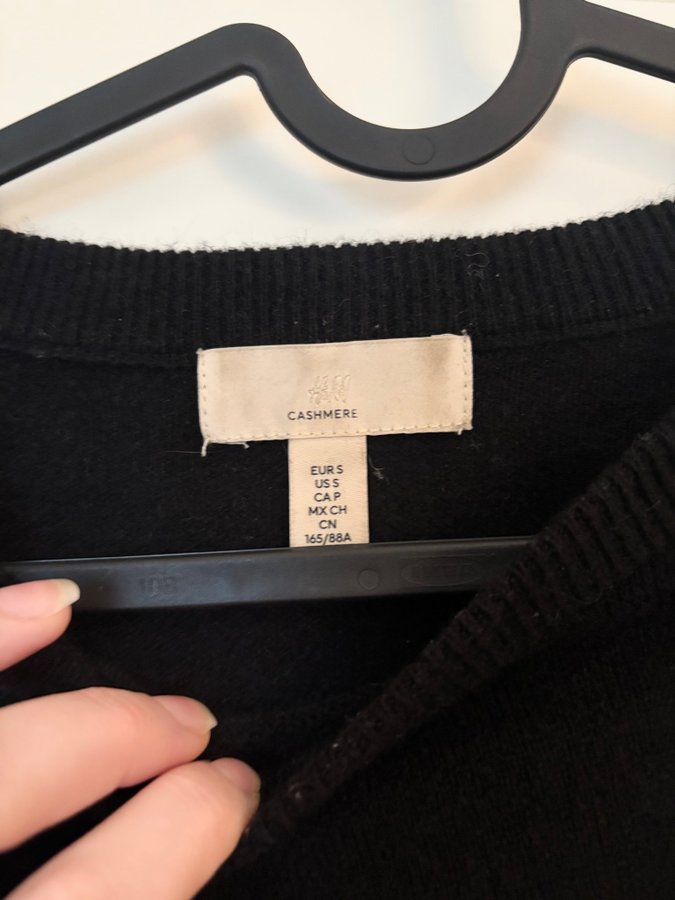 CASHMERE
EUR S
US S
CA P
MX CH
CN
165/88A